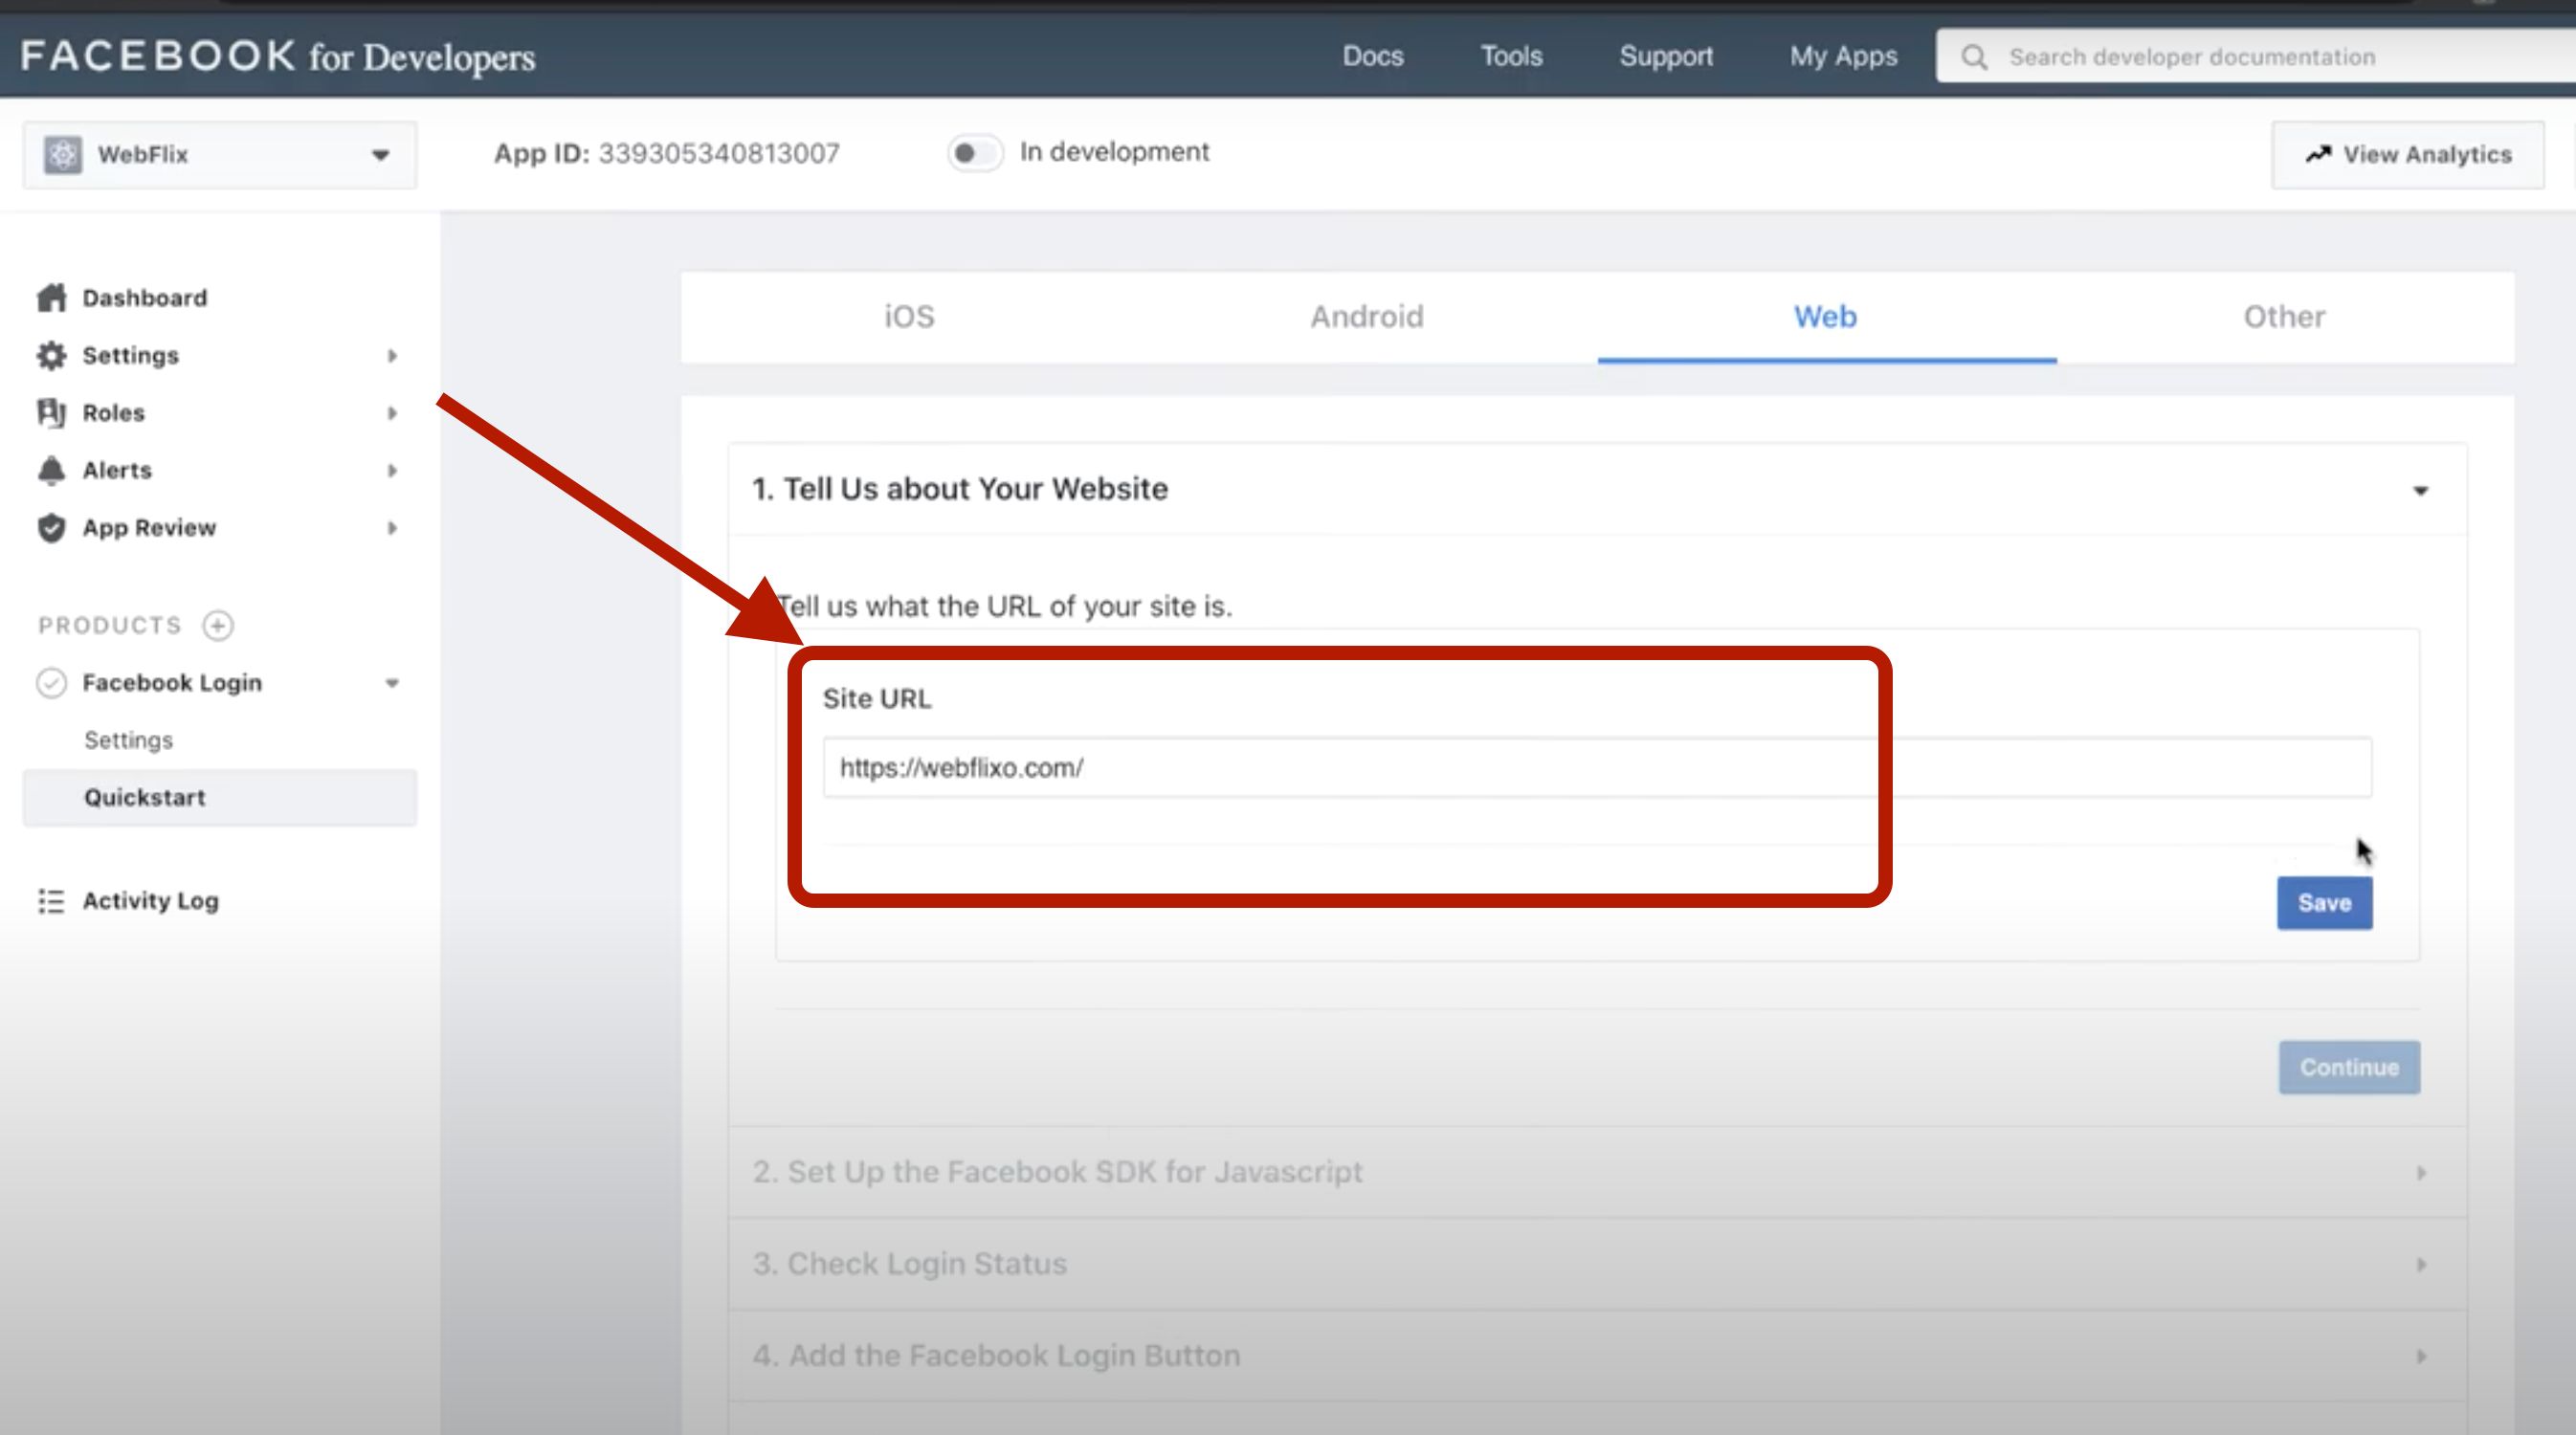 FACEBOOK for Developers
Docs
Tools
Support
My Apps
Search developer documentation
WebFlix
App ID: 339305340813007
In development
View Analytics
Dashboard
Settings
Roles
Alerts
App Review
PRODUCTS
Facebook Login
Settings
Quickstart
Activity Log
iOS
Android
Web
Other
1. Tell Us about Your Website
Tell us what the URL of your site is.
Site URL
https://webflixo.com/
Save
Continue
2. Set Up the Facebook SDK for Javascript
3. Check Login Status
4. Add the Facebook Login Button